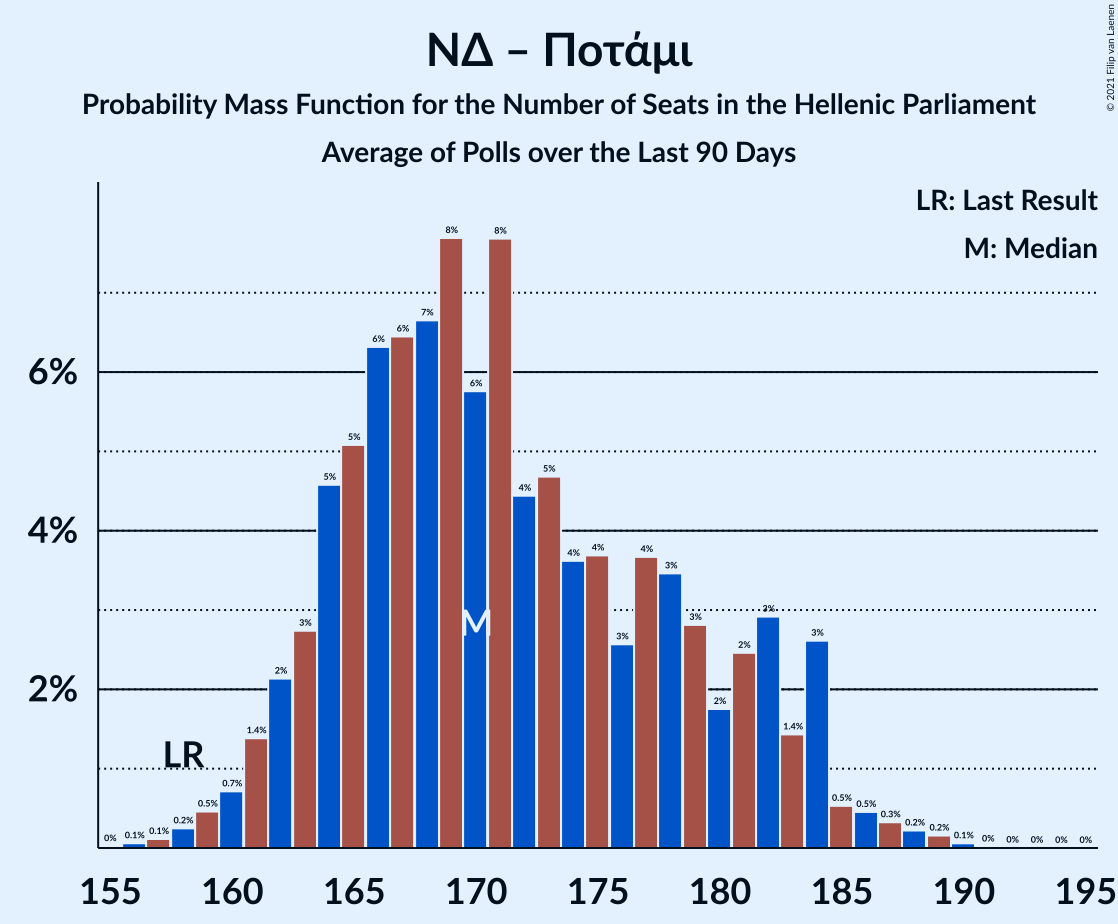 ΝΔ – Ποτάμι
Probability Mass Function for the Number of Seats in the Hellenic Parliament
Average of Polls over the Last 90 Days
© 2021 Filip van Laenen
LR: Last Result
M: Median
8% 8%
7%
6% 6% 6%
6%
5% 5% 5%
4% 4% 4% 4%
4%
3% 3% 3% 3% 3% 3%
M
2% 2% 2%
2%
1.4% 1.4%
LR
0% 0.1% 0.1% 0.2% 0.5% 0.7% 0.5% 0.5% 0.3% 0.2% 0.2% 0.1% 0% 0% 0% 0% 0%
155 160 165 170 175 180 185 190 195